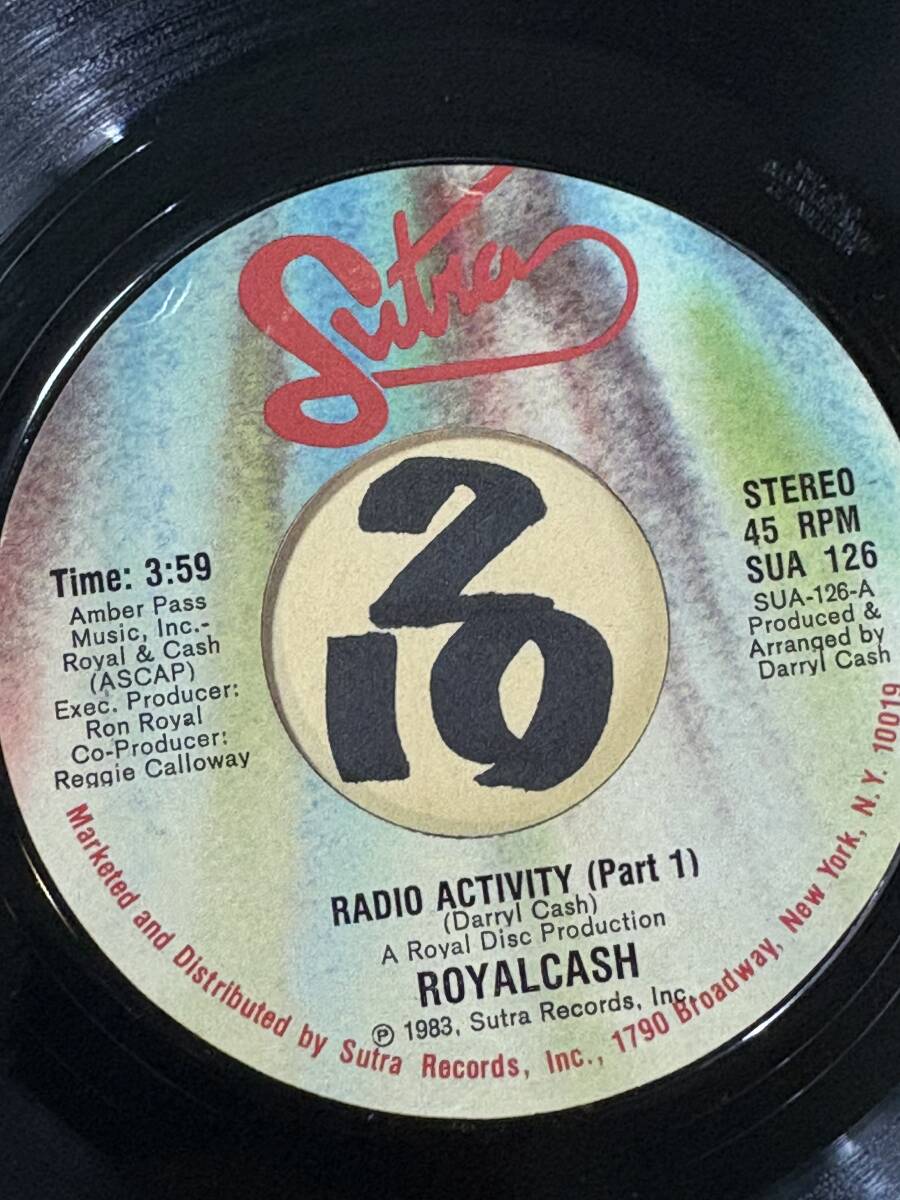 Sutra
2
10
STEREO
45 RPM
SUA 126
SUA-126-A
Produced &
Arranged by
Darryl Cash
Time: 3:59
Amber Pass
Music, Inc.-
Royal & Cash
(ASCAP)
Exec. Producer:
Ron Royal
Co-Producer:
Reggie Calloway
RADIO ACTIVITY (Part 1)
(Darryl Cash)
A Royal Disc Production
ROYALCASH
℗ 1983, Sutra Records, Inc.
Marketed and Distributed by Sutra Records, Inc., 1790 Broadway, New York, N.Y. 10019